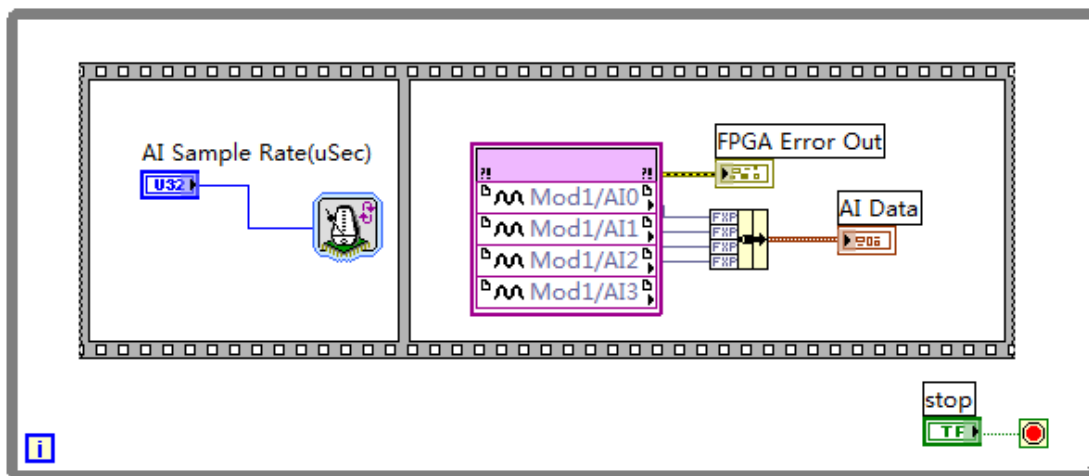 AI Sample Rate(uSec)
U32
?! ?!
Mod1/AI0
Mod1/AI1
Mod1/AI2
Mod1/AI3
FPGA Error Out
FXP
FXP
FXP
FXP
AI Data
stop
TF
i